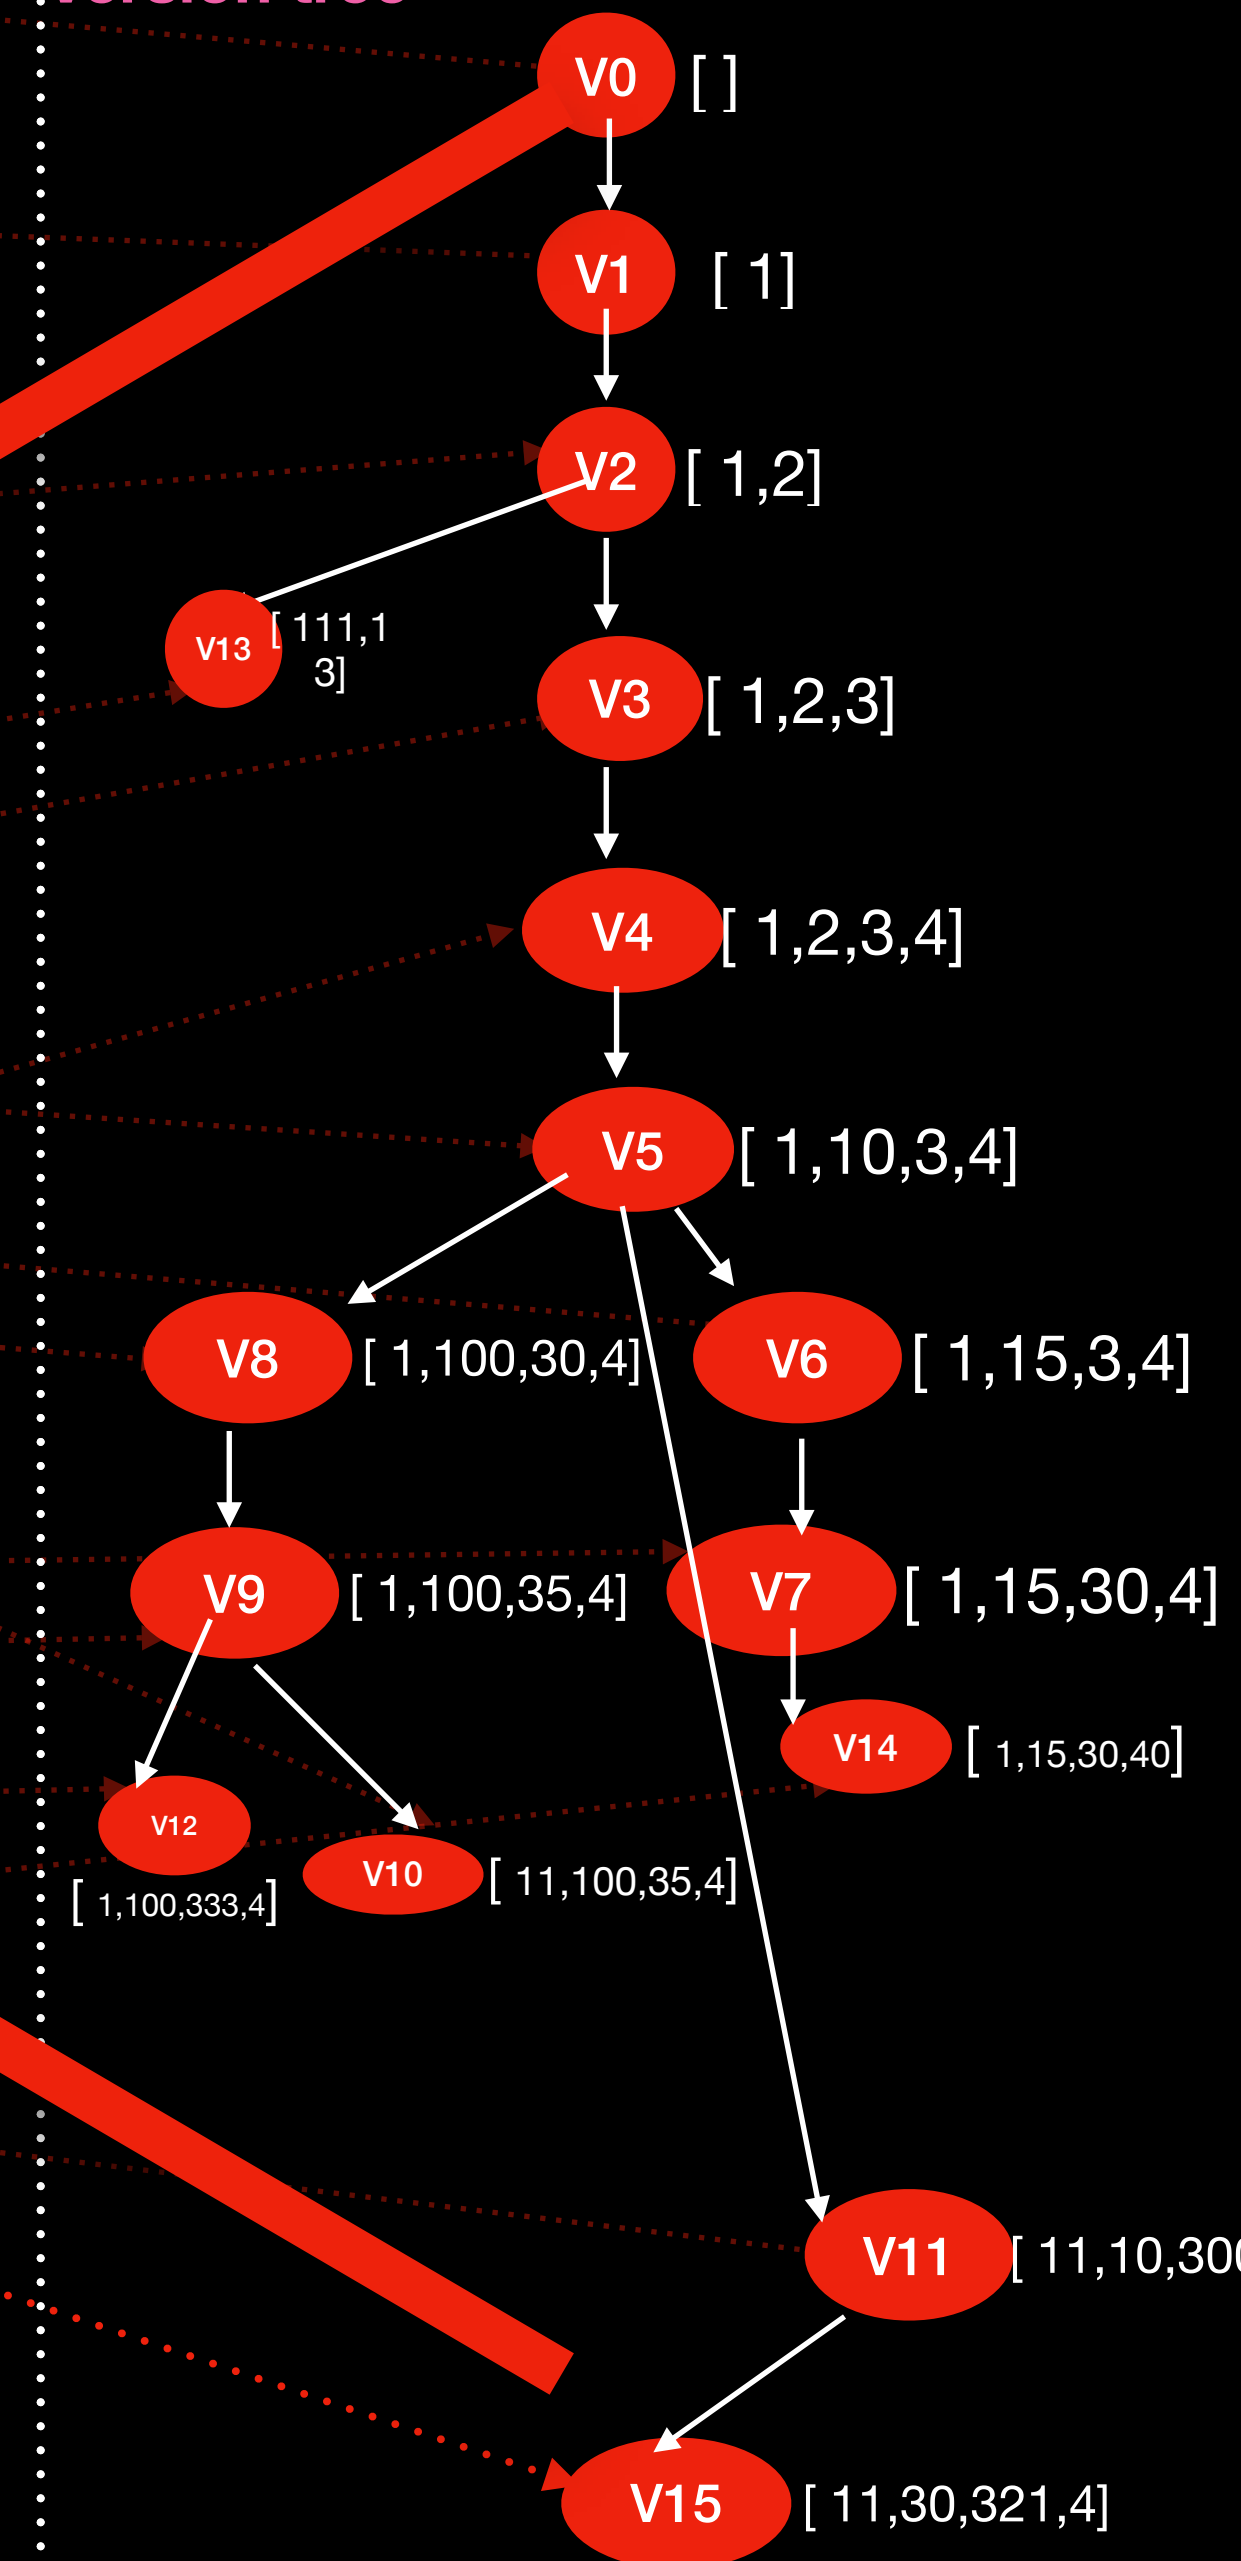 V0 [ ]
V1 [ 1]
V2 [ 1,2]
V13 [ 111,1
3]
V3 [ 1,2,3]
V4 [ 1,2,3,4]
V5 [ 1,10,3,4]
V8 [ 1,100,30,4] V6 [ 1,15,3,4]
V9 [ 1,100,35,4] V7 [ 1,15,30,4]
V14 [ 1,15,30,40]
V12
V10 [ 11,100,35,4]
[ 1,100,333,4]
V11 [ 11,10,300
V15 [ 11,30,321,4]